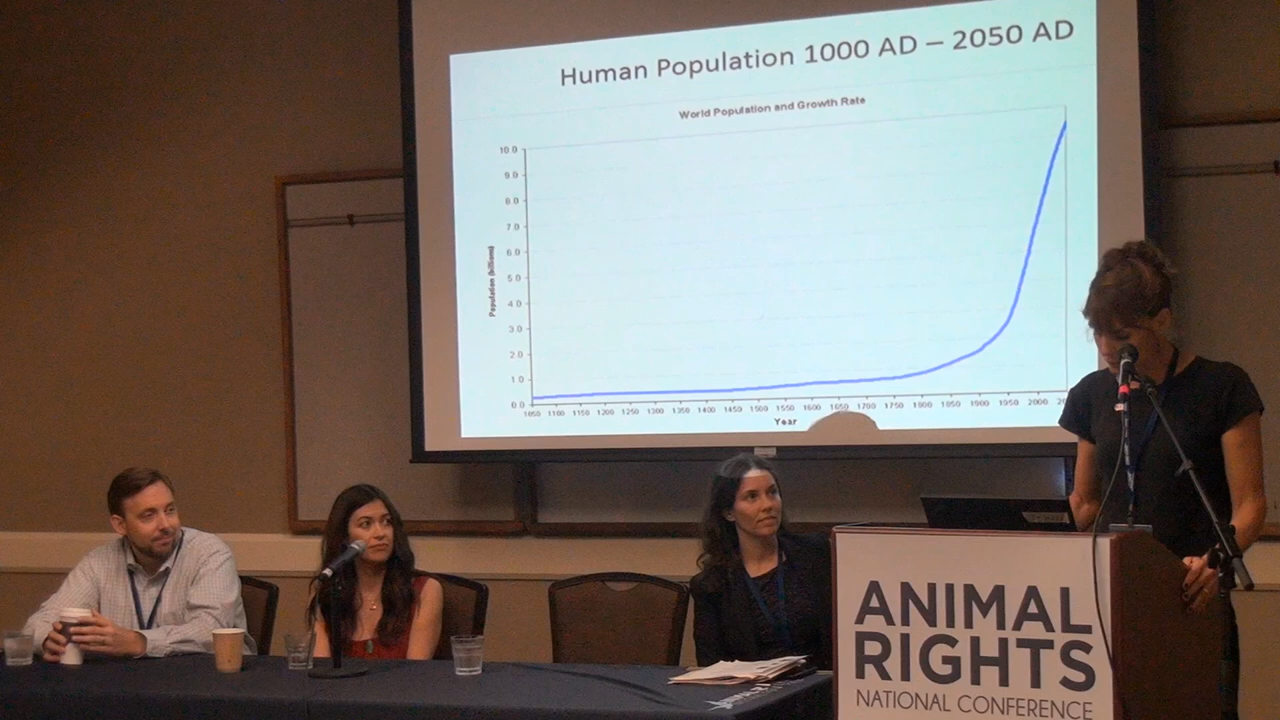 Human Population 1000 AD – 2050 AD
World Population and Growth Rate
10.0
9.0
8.0
7.0
6.0
5.0
4.0
3.0
2.0
1.0
0.0
Population (billions)
1050 1100 1150 1200 1250 1300 1350 1400 1450 1500 1550 1600 1650 1700 1750 1800 1850 1900 1950 2000
Year
ANIMAL
RIGHTS
NATIONAL CONFERENCE